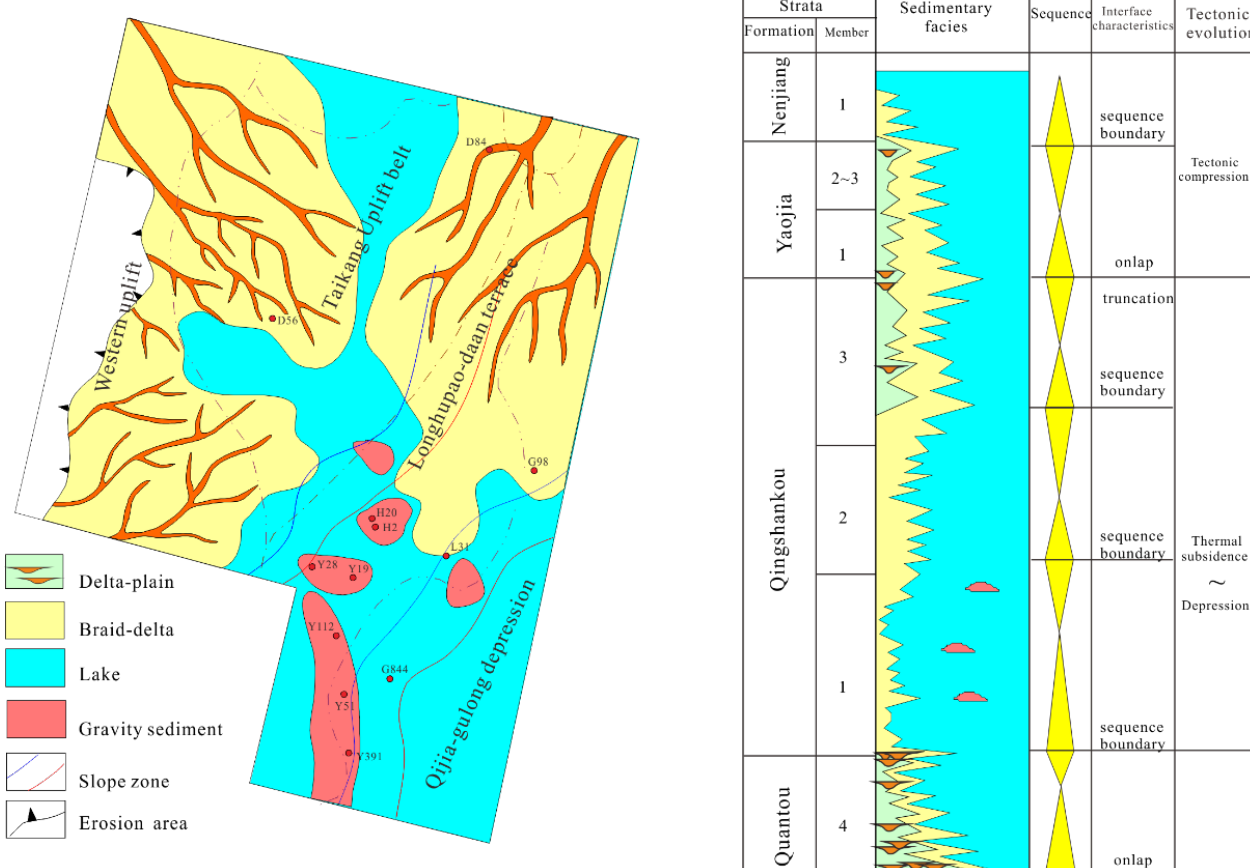 D84
Taikang Uplift belt
Western uplift
D56
Longhupao-daan terrace
G98
H20
H2
L31
Y28
Y19
Y112
G844
Y51
Y391
Qijia-gulong depression
Delta-plain
Braid-delta
Lake
Gravity sediment
Slope zone
Erosion area
Strata
Sedimentary
facies
Sequence
Interface
characteristics
Tectonic
evolution
Formation
Member
Nenjiang
1
sequence
boundary
Yaojia
2~3
Tectonic
compression
1
onlap
Qingshankou
3
truncation
sequence
boundary
2
sequence
boundary
Thermal
subsidence
~
Depression
1
sequence
boundary
Quantou
4
onlap